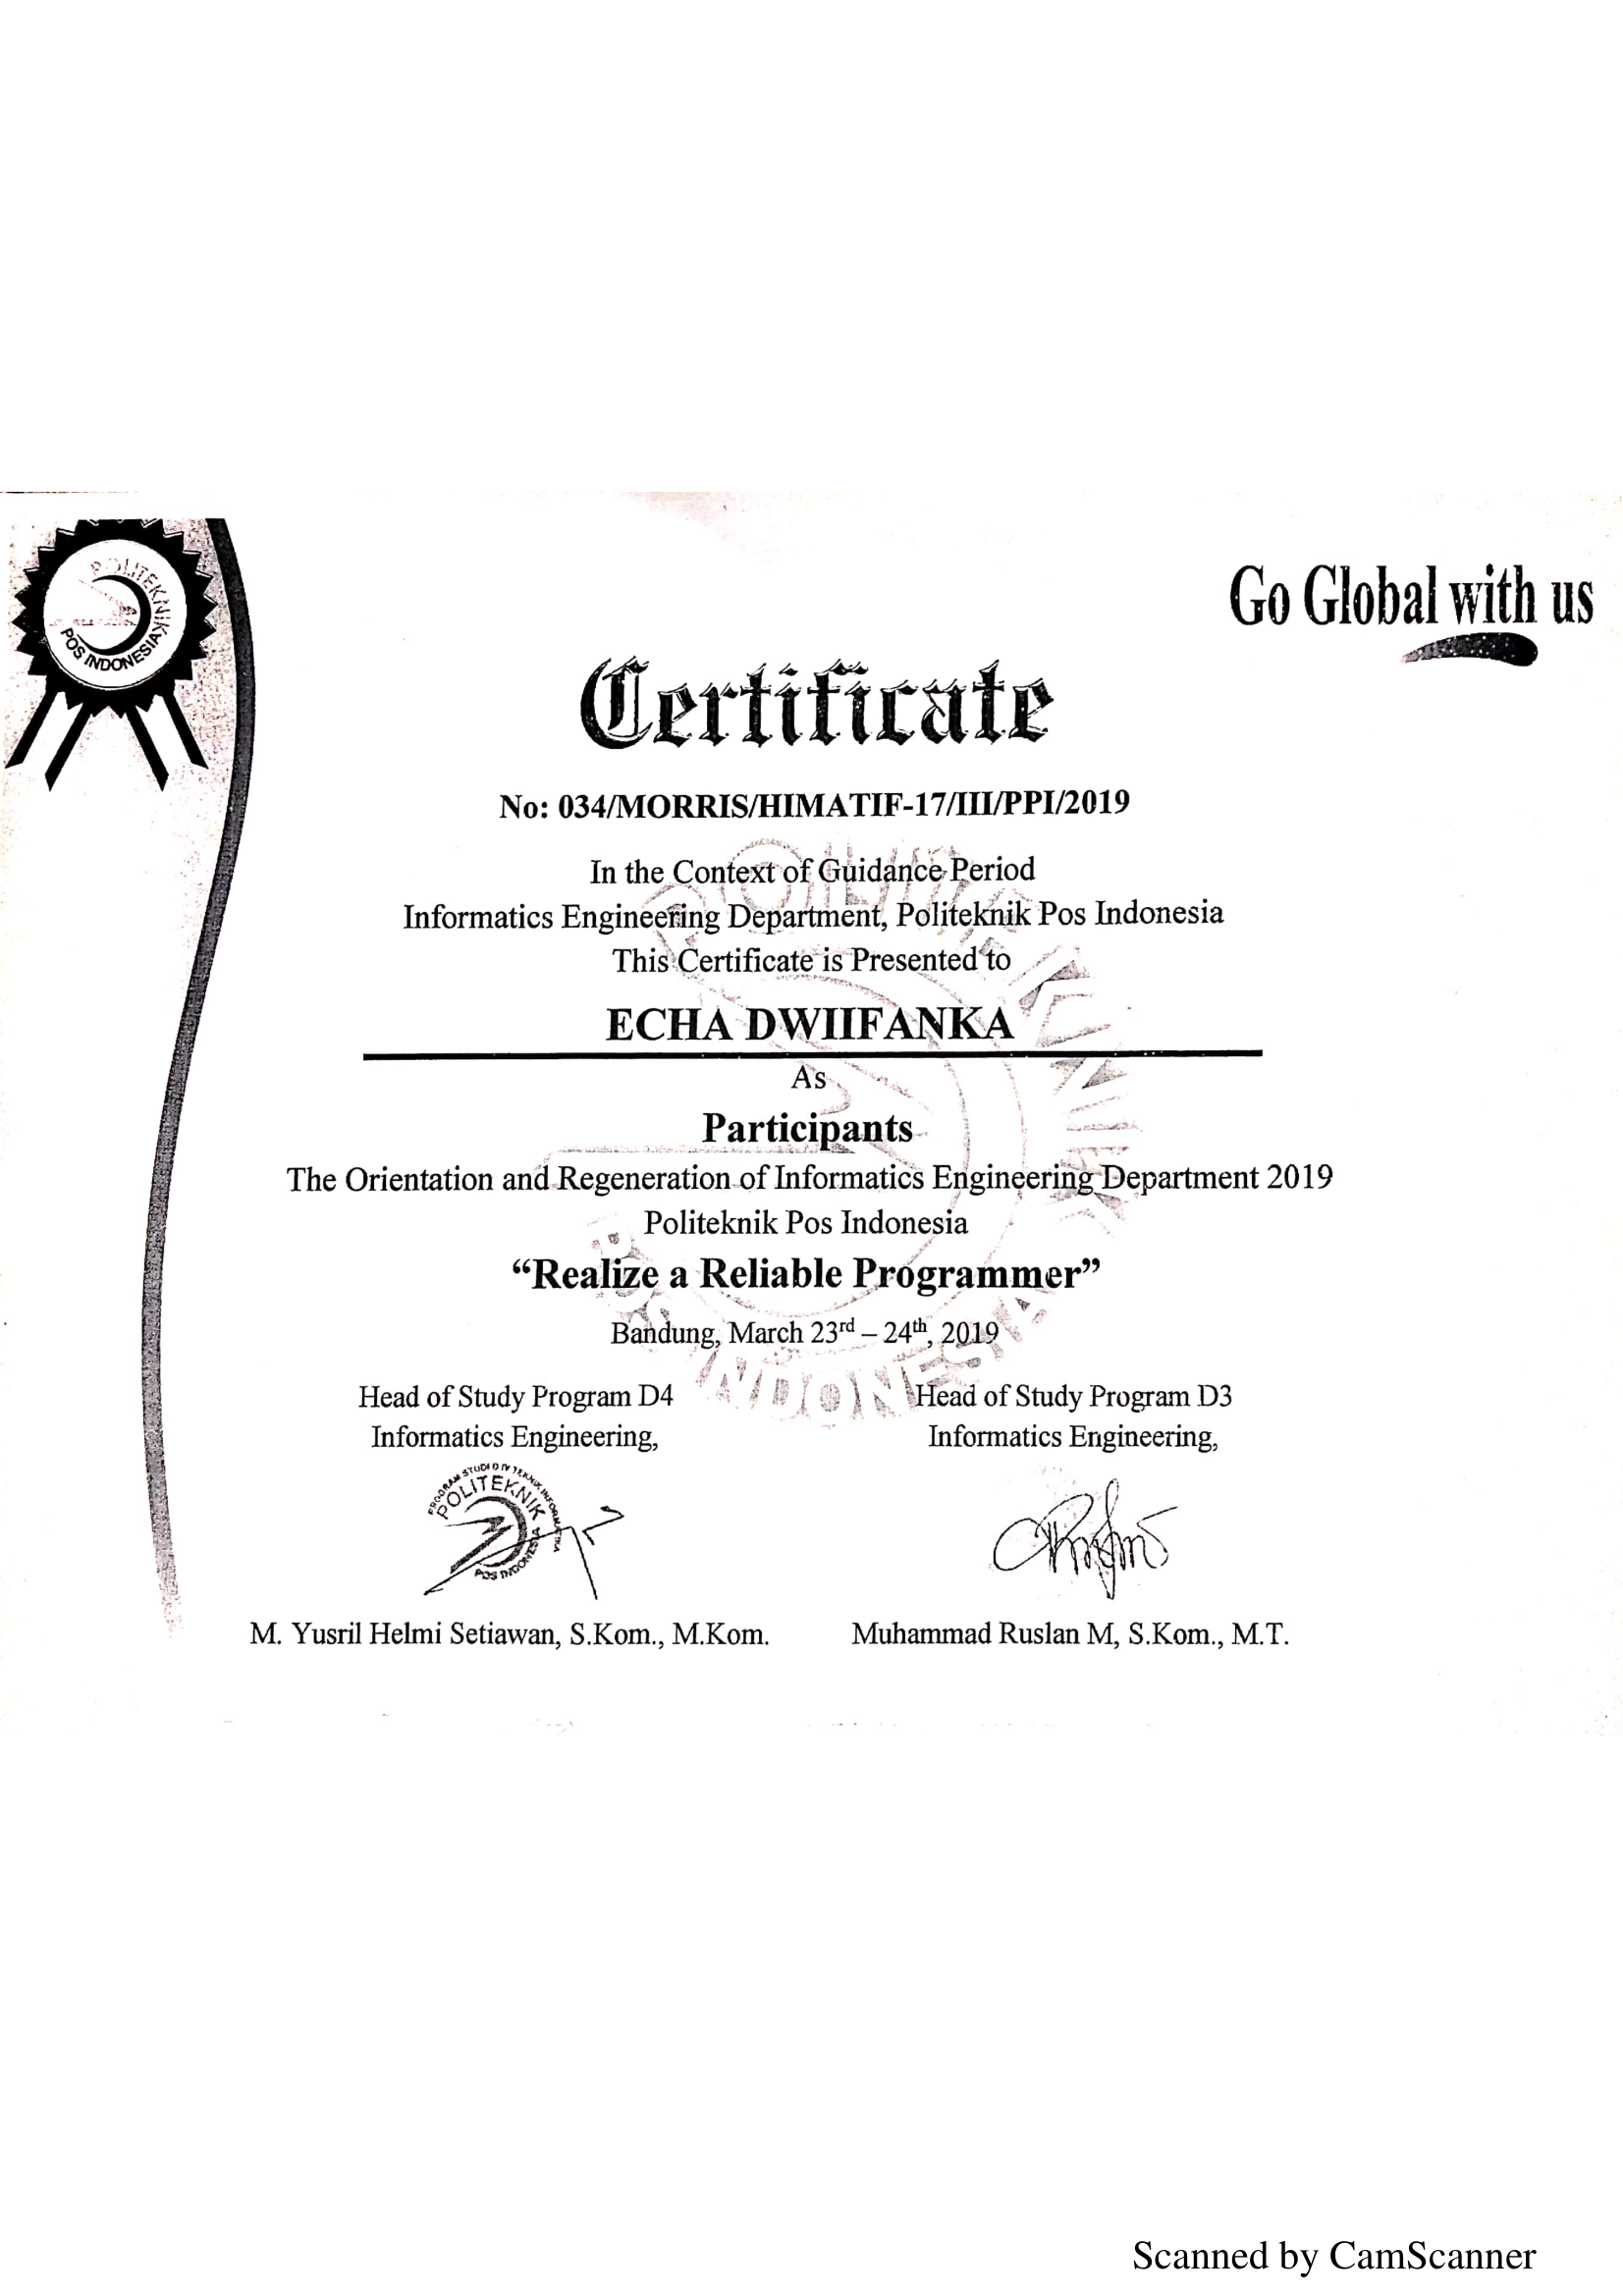 POLITEKNIK
POS INDONESIA
Go Global with us
Certificate
No: 034/MORRIS/HIMATIF-17/III/PPI/2019
In the Context of Guidance Period
Informatics Engineering Department, Politeknik Pos Indonesia
This Certificate is Presented to
ECHA DWIIFANKA
As
Participants
The Orientation and Regeneration of Informatics Engineering Department 2019
Politeknik Pos Indonesia
“Realize a Reliable Programmer”
Bandung, March 23rd – 24th, 2019
POLITEKNIK
POS INDONESIA
Head of Study Program D4
Informatics Engineering,
PROGRAM STUDI D IV TEKNIK INFORMATIKA
POLITEKNIK
POS INDONESIA
M. Yusril Helmi Setiawan, S.Kom., M.Kom.
Head of Study Program D3
Informatics Engineering,
Muhammad Ruslan M, S.Kom., M.T.
Scanned by CamScanner